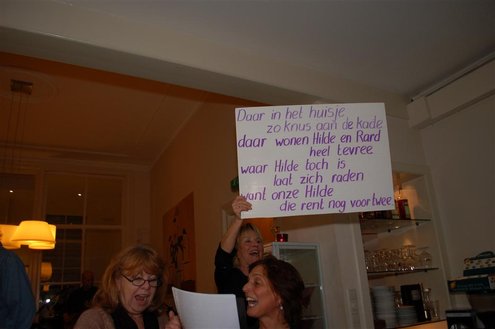 Daar in het huisje
zo knus aan de kade
daar wonen Hilde en Rard
heel tevree
waar Hilde toch is
laat zich raden
want onze Hilde
die rent nog voor twee